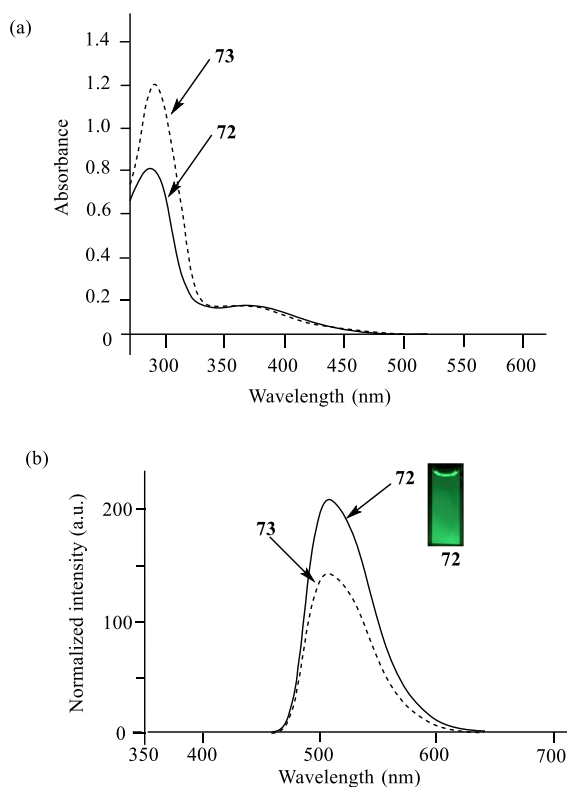 (a)
1.4
1.2
1.0
0.8
0.6
0.4
0.2
0
Absorbance
73
72
300 350 400 450 500 550 600
Wavelength (nm)
(b)
200
100
0
Normalized intensity (a.u.)
72
73
72
350 400 500 600 700
Wavelength (nm)